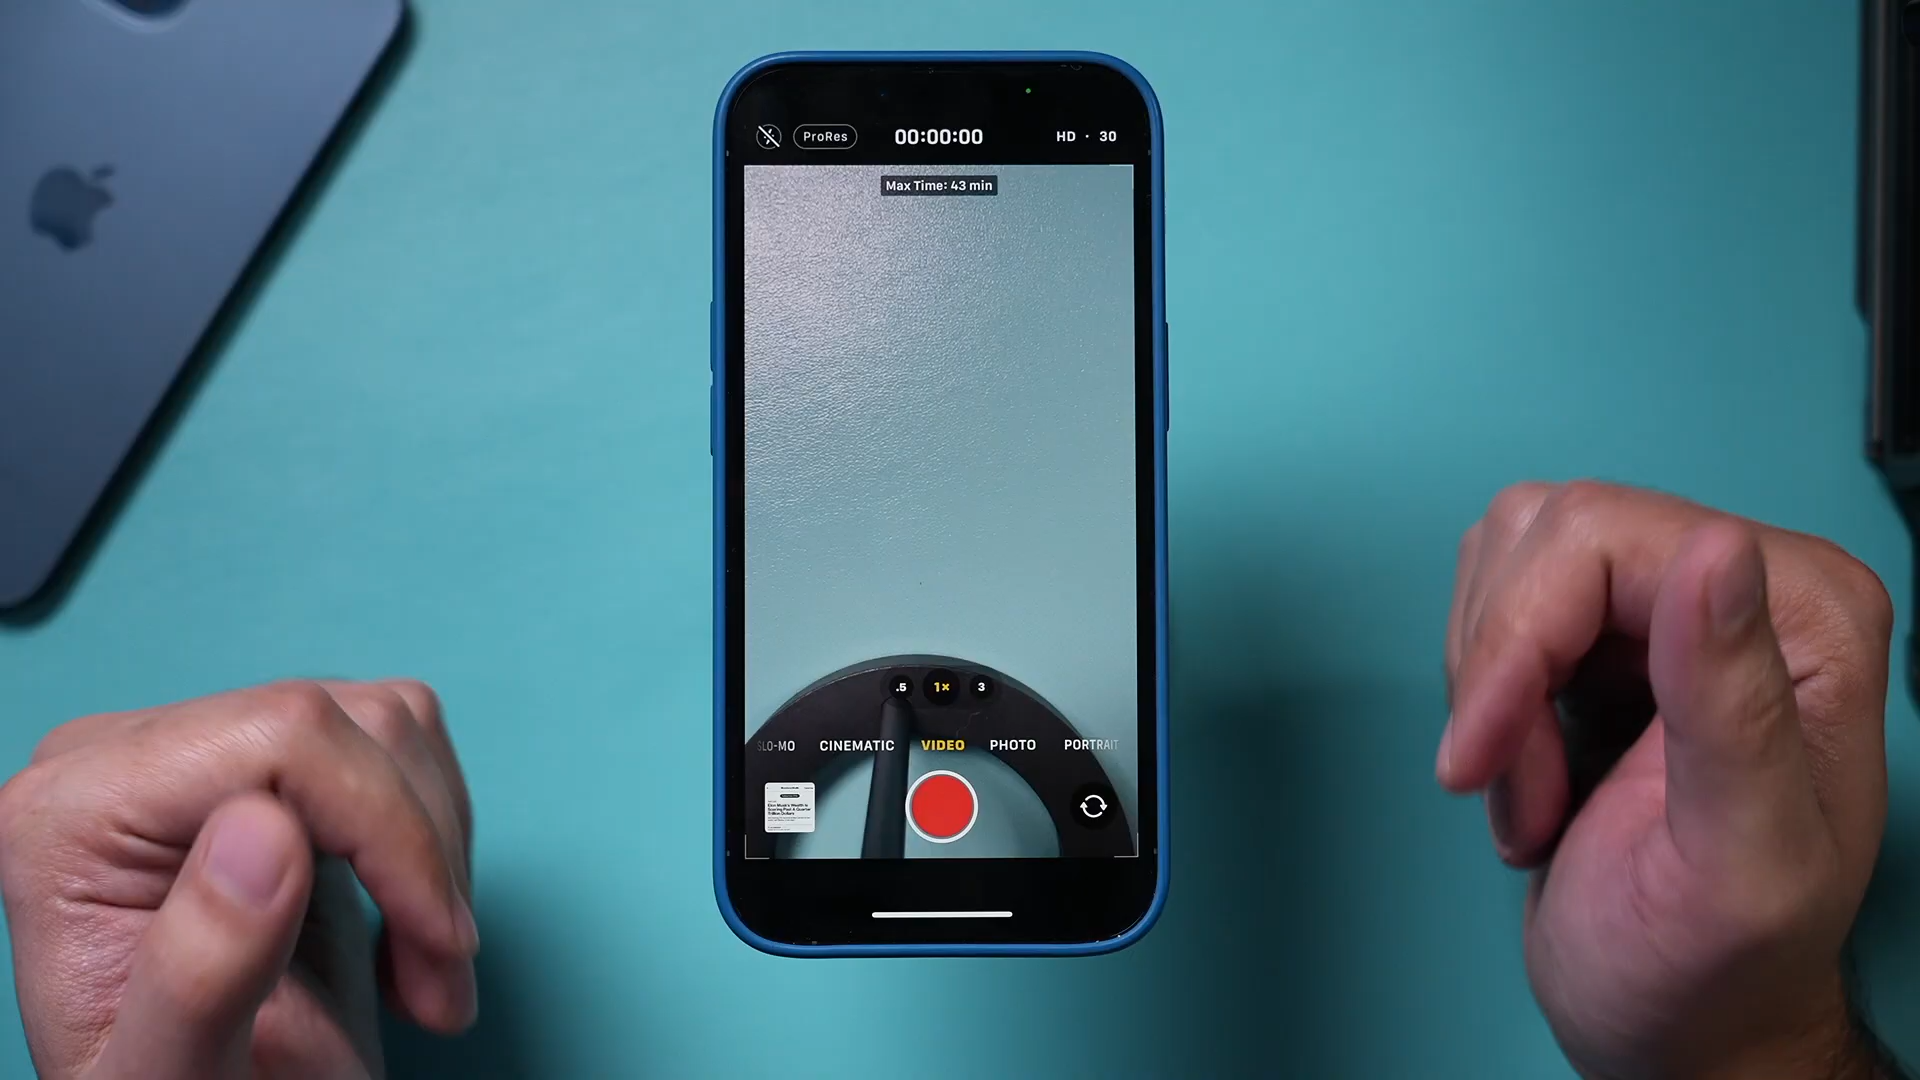 ProRes 00:00:00 HD · 30
Max Time: 43 min
.5 1× 3
SLO-MO CINEMATIC VIDEO PHOTO PORTRAIT